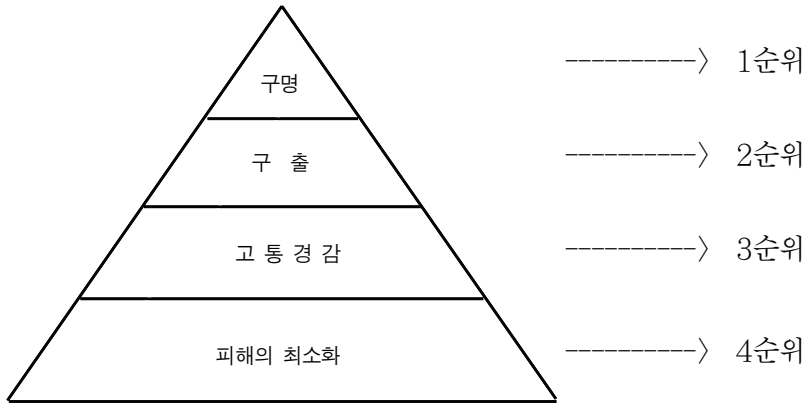 구명 ----------〉 1순위
구 출 ----------〉 2순위
고 통 경 감 ----------〉 3순위
피해의 최소화 ----------〉 4순위